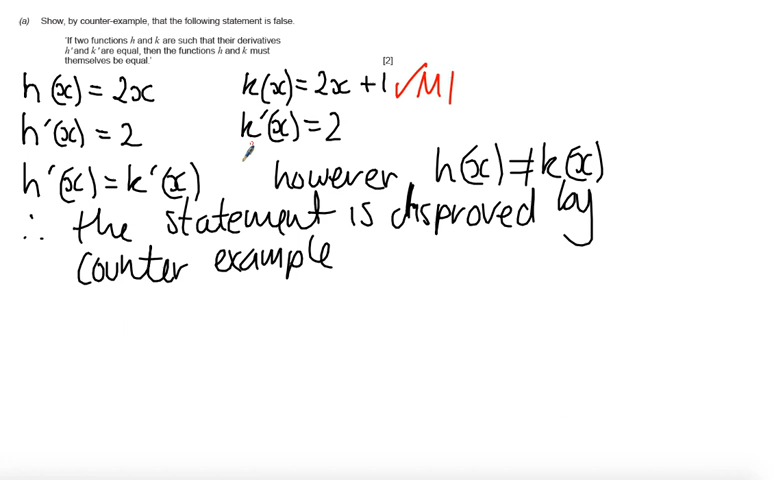 (a) Show, by counter-example, that the following statement is false.
'If two functions h and k are such that their derivatives
h' and k' are equal, then the functions h and k must
themselves be equal.'
[2]
h(x) = 2x k(x) = 2x + 1 ✓M1
h'(x) = 2 k'(x) = 2
h'(x) = k'(x) however, h(x) ≠ k(x)
∴ the statement is disproved by
counter example